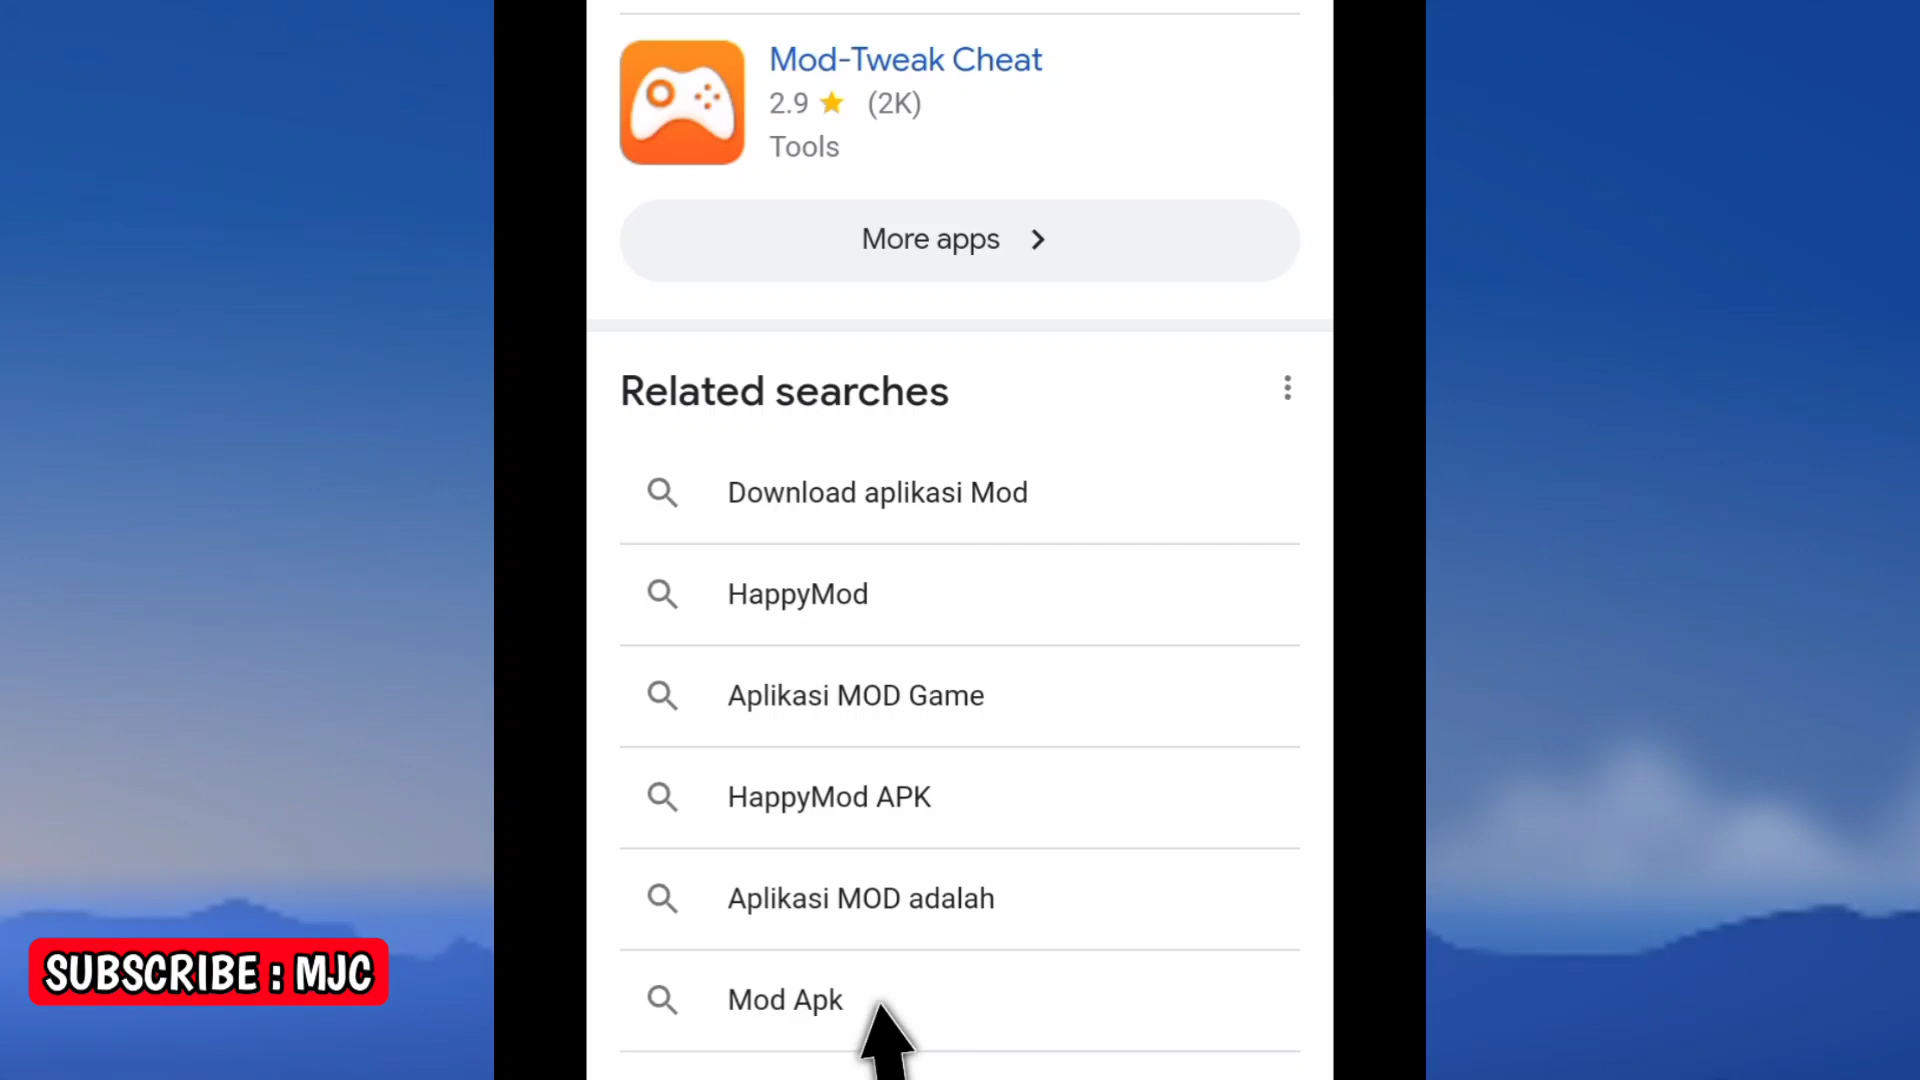 Mod-Tweak Cheat
2.9 ★ (2K)
Tools
More apps
Related searches
Download aplikasi Mod
HappyMod
Aplikasi MOD Game
HappyMod APK
Aplikasi MOD adalah
Mod Apk
SUBSCRIBE : MJC